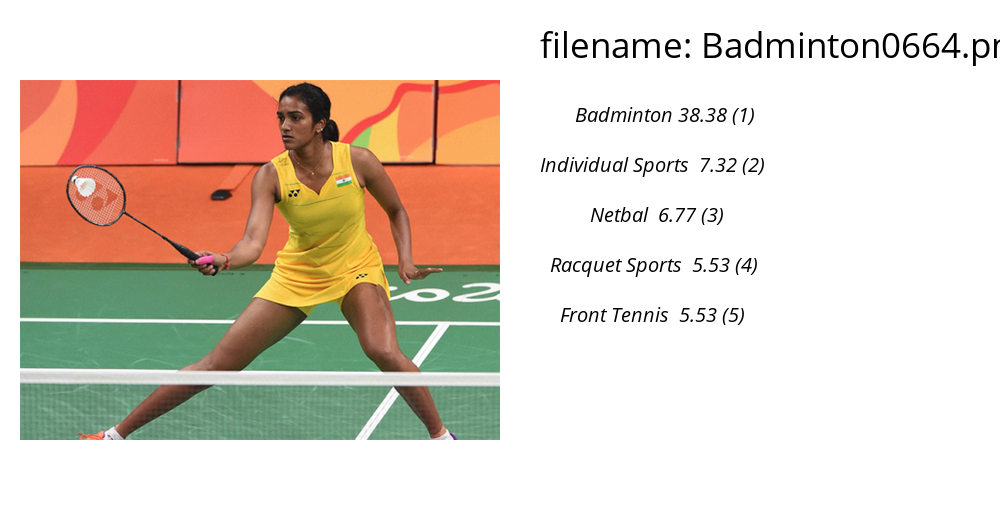 filename: Badminton0664.pn
Badminton 38.38 (1)
Individual Sports 7.32 (2)
Netbal 6.77 (3)
Racquet Sports 5.53 (4)
Front Tennis 5.53 (5)